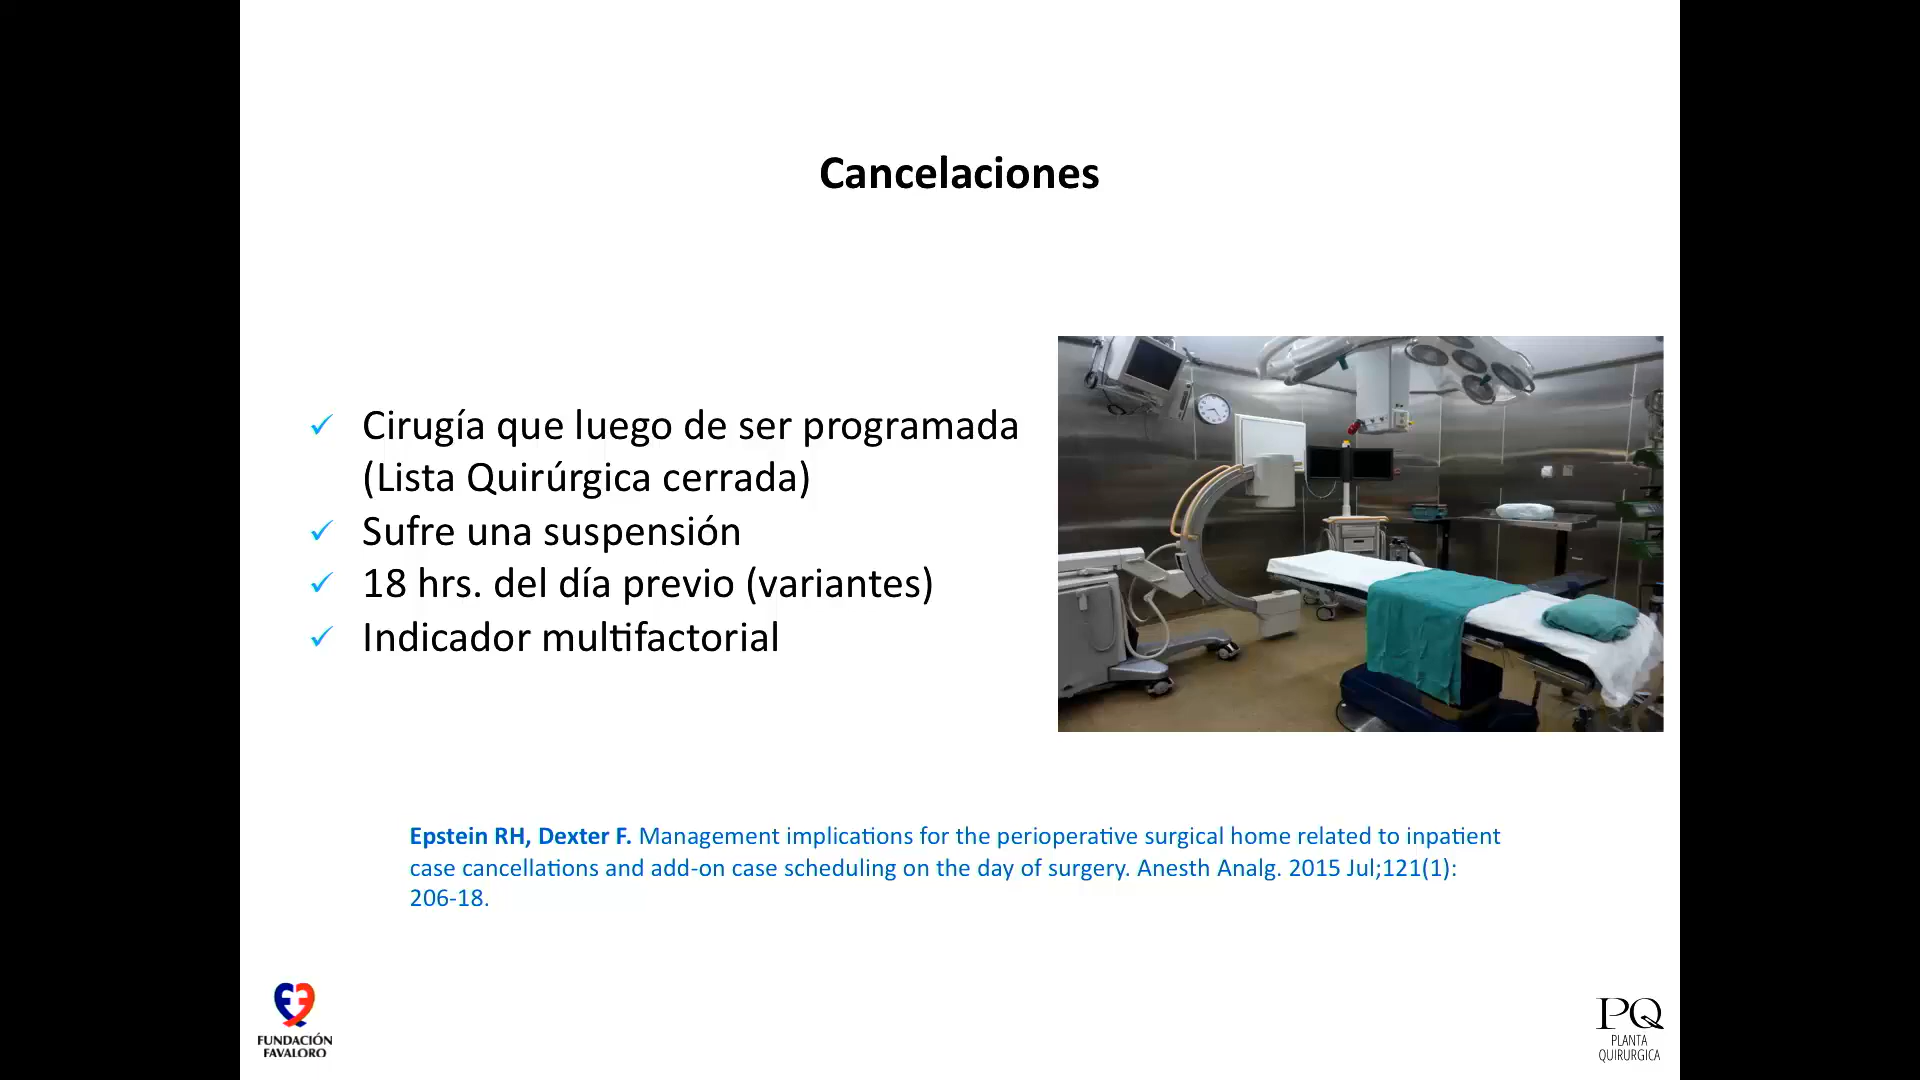 Cancelaciones
Cirugía que luego de ser programada
(Lista Quirúrgica cerrada)
Sufre una suspensión
18 hrs. del día previo (variantes)
Indicador multifactorial
Epstein RH, Dexter F. Management implications for the perioperative surgical home related to inpatient
case cancellations and add-on case scheduling on the day of surgery. Anesth Analg. 2015 Jul;121(1):
206-18.
FUNDACIÓN
FAVALORO
PQ
PLANTA
QUIRURGICA